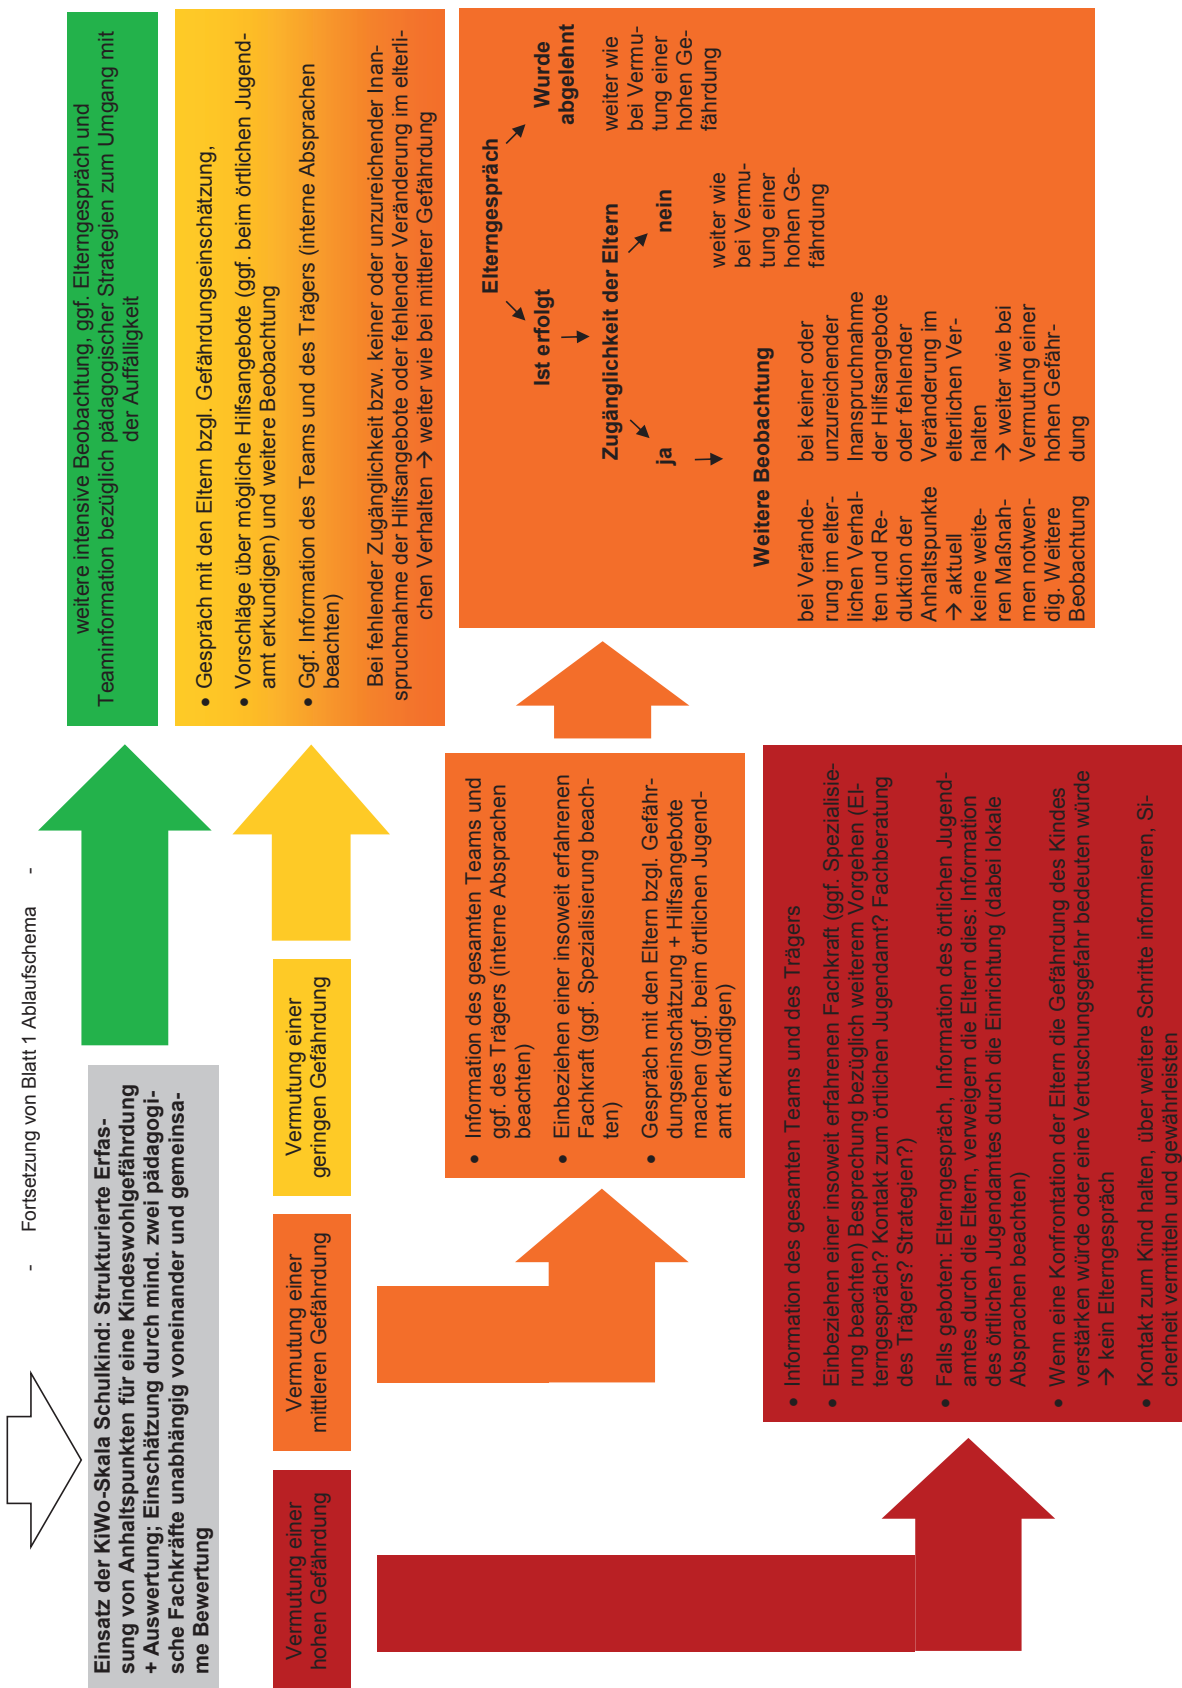 - Fortsetzung von Blatt 1 Ablaufschema -
Einsatz der KiWo-Skala Schulkind: Strukturierte Erfas-
sung von Anhaltspunkten für eine Kindeswohlgefährdung
+ Auswertung; Einschätzung durch mind. zwei pädagogi-
sche Fachkräfte unabhängig voneinander und gemeinsa-
me Bewertung
weitere intensive Beobachtung, ggf. Elterngespräch und
Teaminformation bezüglich pädagogischer Strategien zum Umgang mit
der Auffälligkeit
Vermutung einer
hohen Gefährdung
Vermutung einer
mittleren Gefährdung
Vermutung einer
geringen Gefährdung
• Gespräch mit den Eltern bzgl. Gefährdungseinschätzung,
• Vorschläge über mögliche Hilfsangebote (ggf. beim örtlichen Jugend-
amt erkundigen) und weitere Beobachtung
• Ggf. Information des Teams und des Trägers (interne Absprachen
beachten)
Bei fehlender Zugänglichkeit bzw. keiner oder unzureichender Inan-
spruchnahme der Hilfsangebote oder fehlender Veränderung im elterli-
chen Verhalten → weiter wie bei mittlerer Gefährdung
• Information des gesamten Teams und
ggf. des Trägers (interne Absprachen
beachten)
• Einbeziehen einer insoweit erfahrenen
Fachkraft (ggf. Spezialisierung beach-
ten)
• Gespräch mit den Eltern bzgl. Gefähr-
dungseinschätzung + Hilfsangebote
machen (ggf. beim örtlichen Jugend-
amt erkundigen)
Elterngespräch
Ist erfolgt
Wurde
abgelehnt
weiter wie
bei Vermu-
tung einer
hohen Ge-
fährdung
Zugänglichkeit der Eltern
ja
nein
weiter wie
bei Vermu-
tung einer
hohen Ge-
fährdung
Weitere Beobachtung
bei Verände-
rung im elter-
lichen Verhal-
ten und Re-
duktion der
Anhaltspunkte
→ aktuell
keine weite-
ren Maßnah-
men notwen-
dig. Weitere
Beobachtung
bei keiner oder
unzureichender
Inanspruchnahme
der Hilfsangebote
oder fehlender
Veränderung im
elterlichen Ver-
halten
→ weiter wie bei
Vermutung einer
hohen Gefähr-
dung
• Information des gesamten Teams und des Trägers
• Einbeziehen einer insoweit erfahrenen Fachkraft (ggf. Spezialisie-
rung beachten) Besprechung bezüglich weiterem Vorgehen (El-
terngespräch? Kontakt zum örtlichen Jugendamt? Fachberatung
des Trägers? Strategien?)
• Falls geboten: Elterngespräch, Information des örtlichen Jugend-
amtes durch die Eltern, verweigern die Eltern dies: Information
des örtlichen Jugendamtes durch die Einrichtung (dabei lokale
Absprachen beachten)
• Wenn eine Konfrontation der Eltern die Gefährdung des Kindes
verstärken würde oder eine Vertuschungsgefahr bedeuten würde
→ kein Elterngespräch
• Kontakt zum Kind halten, über weitere Schritte informieren, Si-
cherheit vermitteln und gewährleisten